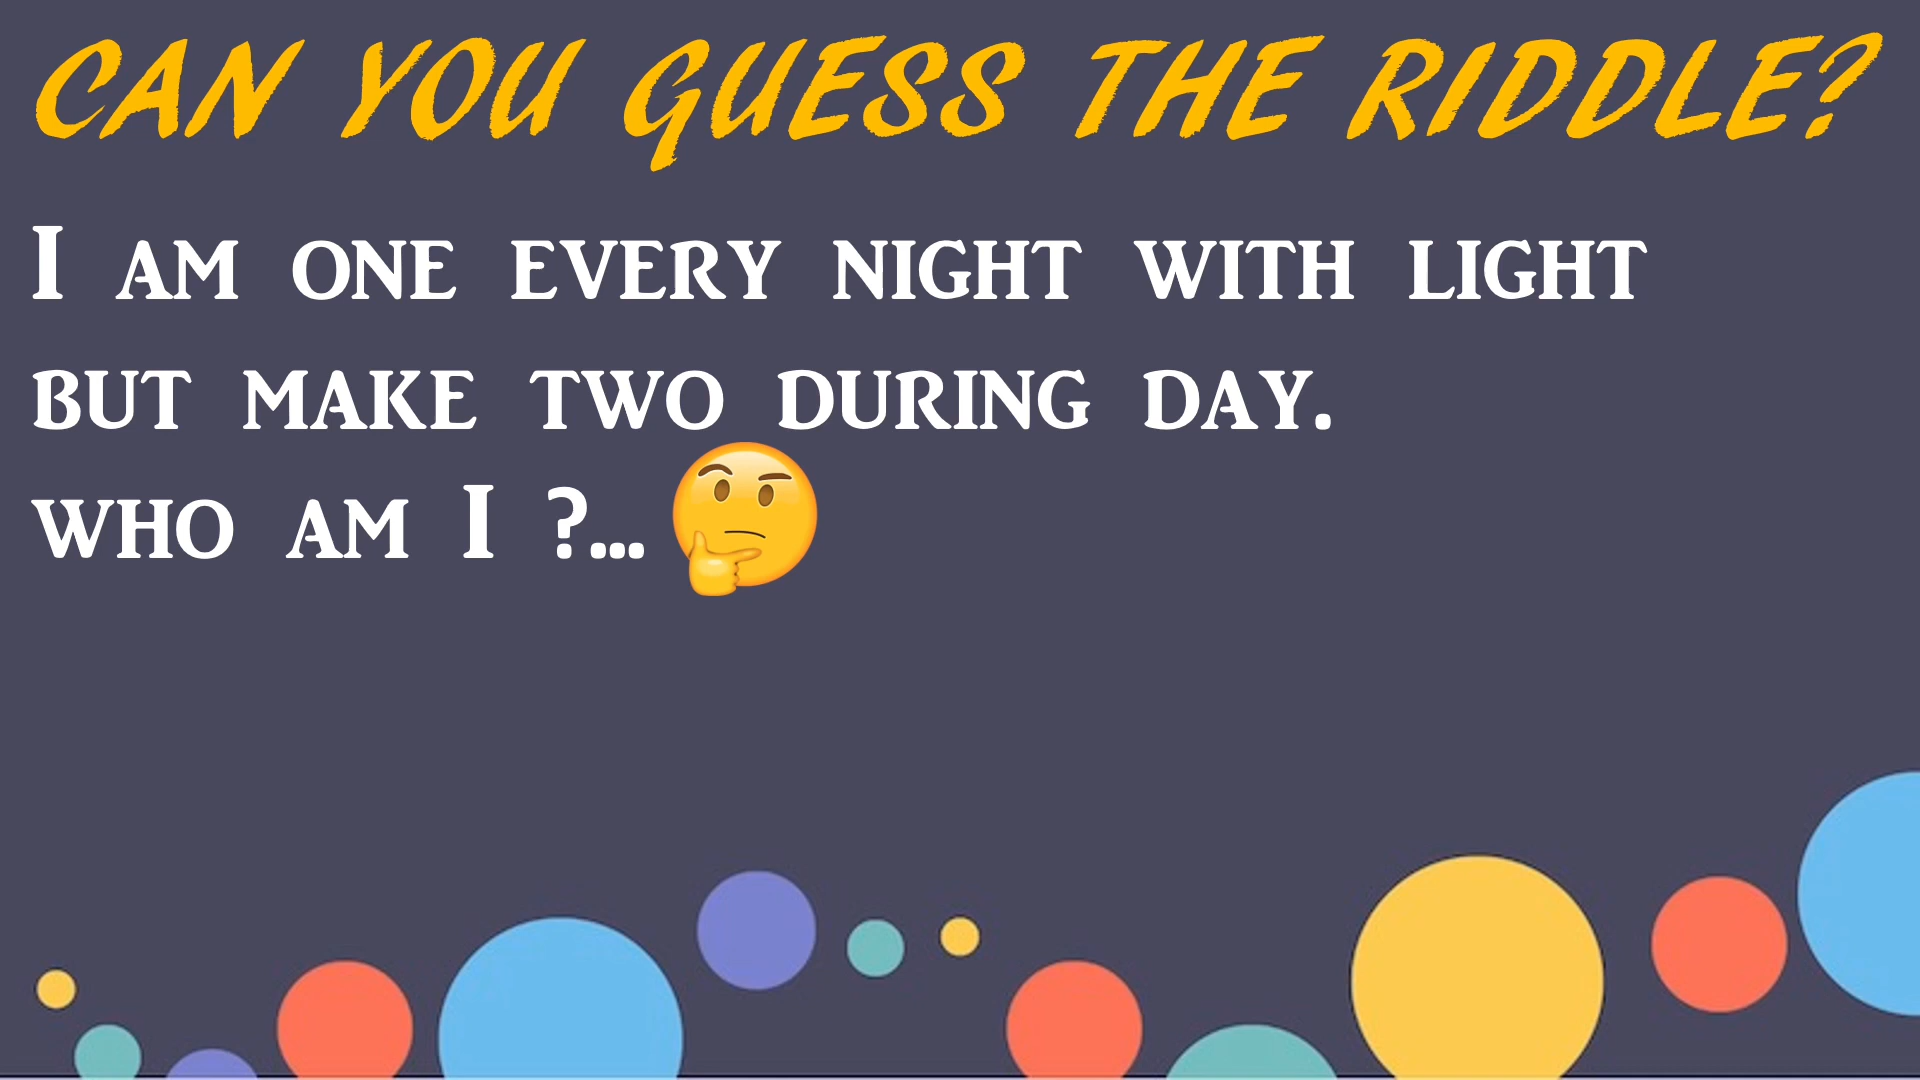 CAN YOU GUESS THE RIDDLE?
I am one every night with light
but make two during day.
who am I ?...🤔